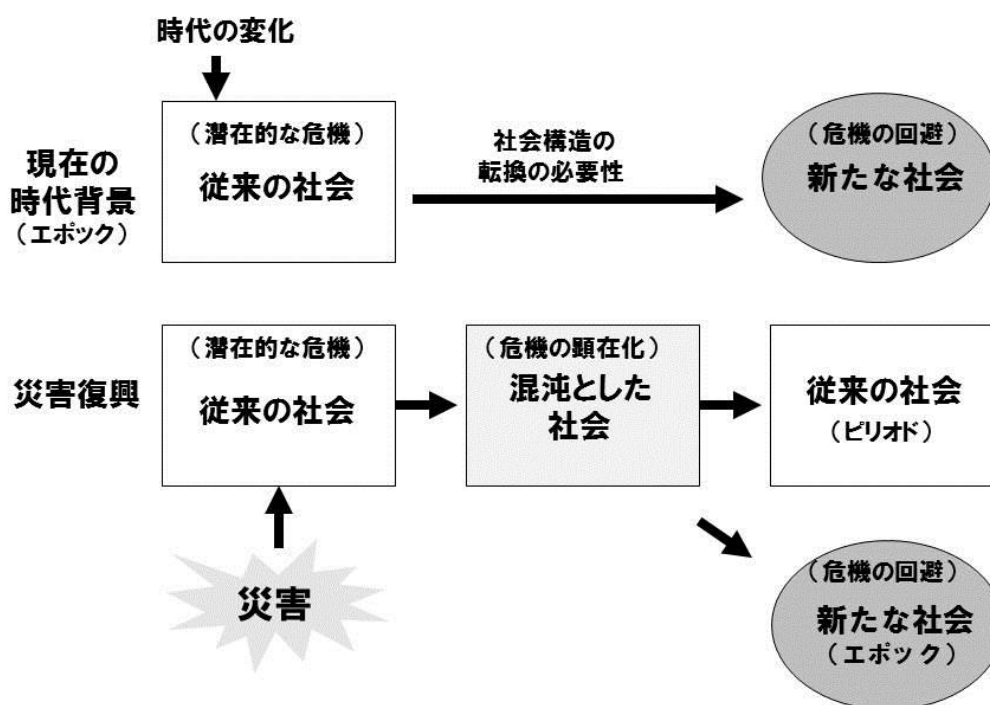 時代の変化
現在の
時代背景
（エポック）
（潜在的な危機）
従来の社会
社会構造の
転換の必要性
（危機の回避）
新たな社会
災害復興
（潜在的な危機）
従来の社会
（危機の顕在化）
混沌とした
社会
従来の社会
（ピリオド）
災害
（危機の回避）
新たな社会
（エポック）